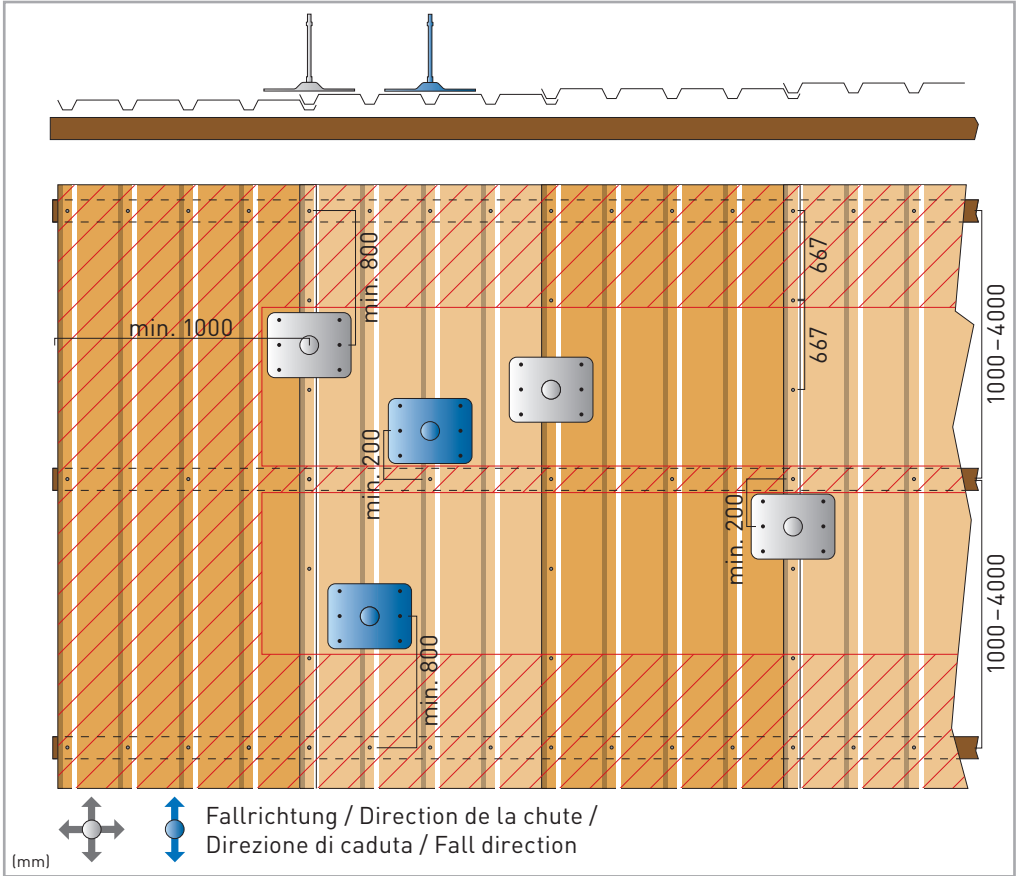 min. 800
667
min. 1000
667
1000–4000
min. 200
min. 200
1000–4000
min. 800
Fallrichtung / Direction de la chute /
Direzione di caduta / Fall direction
(mm)